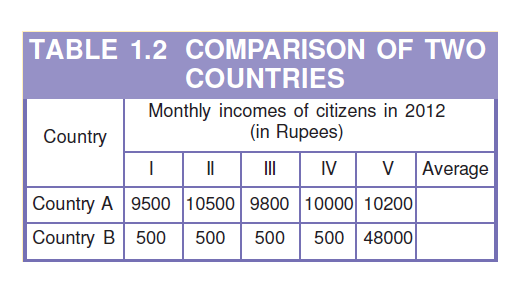 TABLE 1.2 COMPARISON OF TWO
COUNTRIES
Country
Monthly incomes of citizens in 2012
(in Rupees)
I II III IV V Average
Country A 9500 10500 9800 10000 10200
Country B 500 500 500 500 48000